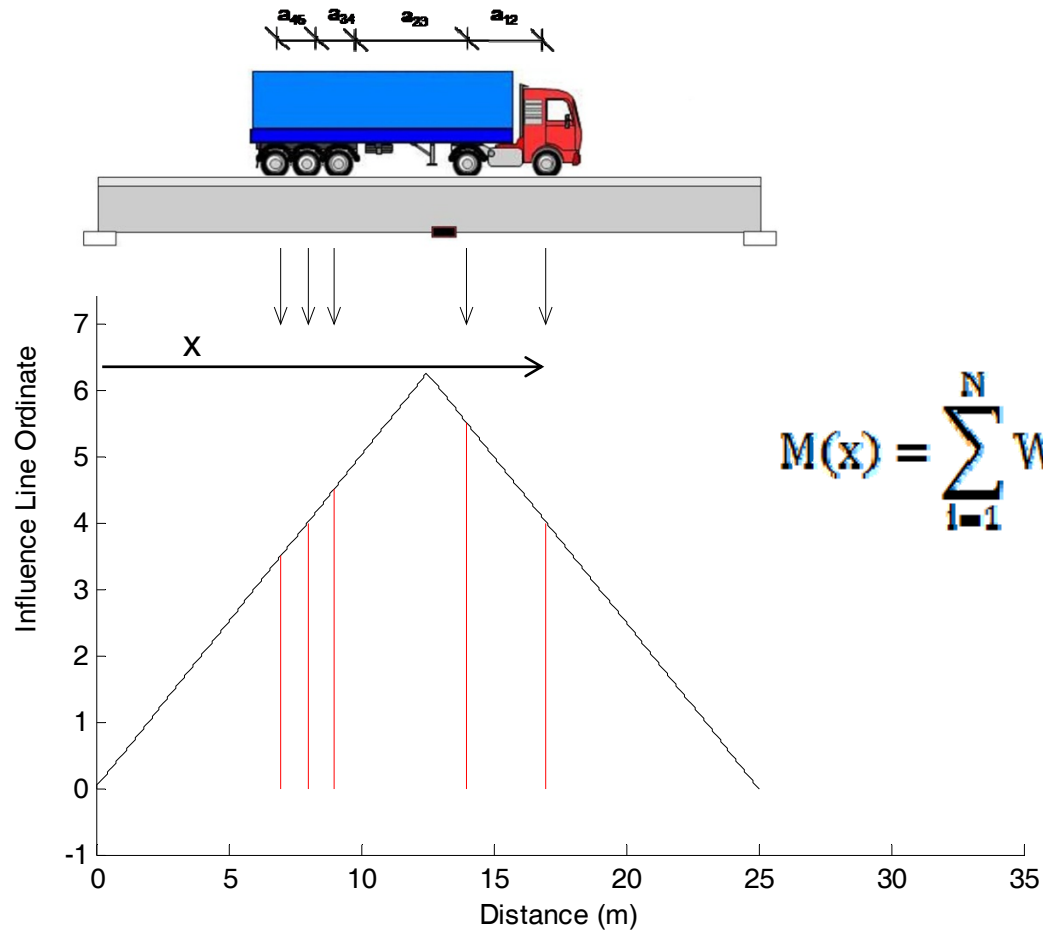 a₄₅ a₃₄ a₂₃ a₁₂
7
X
6
5
4
3
2
1
0
-1
Influence Line Ordinate
M(x) = ∑ᵢ₌₁ᴺ W
0 5 10 15 20 25 30 35
Distance (m)